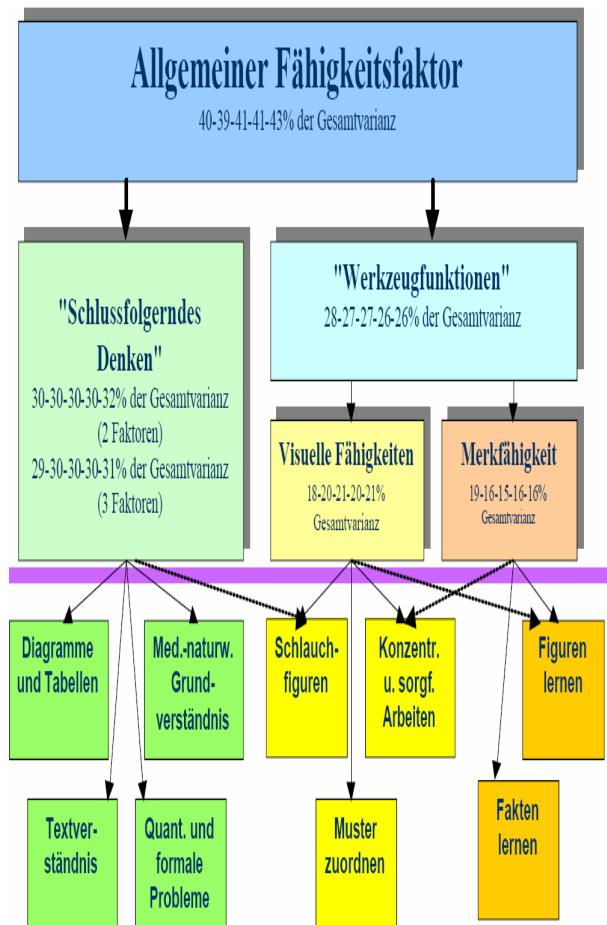 Allgemeiner Fähigkeitsfaktor
40-39-41-41-43% der Gesamtvarianz
"Schlussfolgerndes
Denken"
30-30-30-30-32% der Gesamtvarianz
(2 Faktoren)
29-30-30-30-31% der Gesamtvarianz
(3 Faktoren)
"Werkzeugfunktionen"
28-27-27-26-26% der Gesamtvarianz
Visuelle Fähigkeiten
18-20-21-20-21%
Gesamtvarianz
Merkfähigkeit
19-16-15-16-16%
Gesamtvarianz
Diagramme
und Tabellen
Med.-naturw.
Grund-
verständnis
Schlauch-
figuren
Konzentr.
u. sorgf.
Arbeiten
Figuren
lernen
Textver-
ständnis
Quant. und
formale
Probleme
Muster
zuordnen
Fakten
lernen